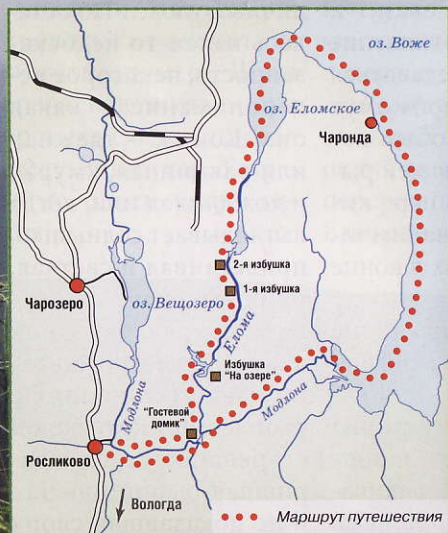 оз. Воже
оз. Еломское
Чаронда
2-я избушка
1-я избушка
оз. Вещозеро
Чарозеро
Елома
Избушка
"На озере"
Модлона
Модлона
"Гостевой
домик"
Росликово
Вологда
Маршрут путешествия